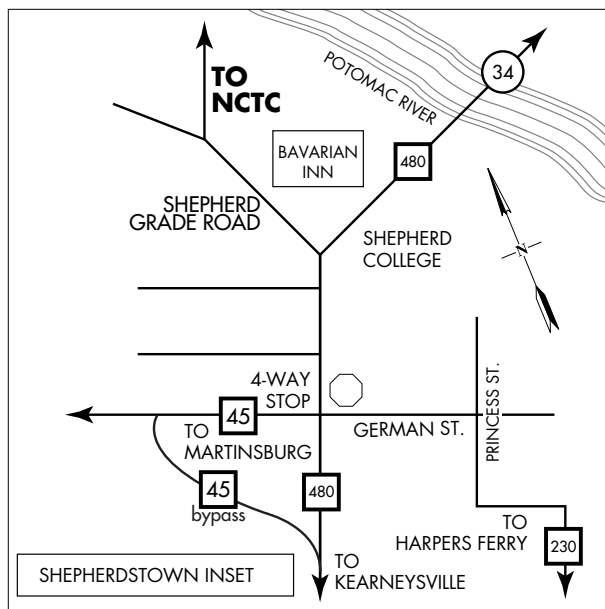 34
POTOMAC RIVER
TO
NCTC
BAVARIAN
INN
480
SHEPHERD
GRADE ROAD
SHEPHERD
COLLEGE
N
4-WAY
STOP
PRINCESS ST.
45
GERMAN ST.
TO
MARTINSBURG
45
bypass
480
TO
HARPERS FERRY
230
TO
KEARNEYSVILLE
SHEPHERDSTOWN INSET